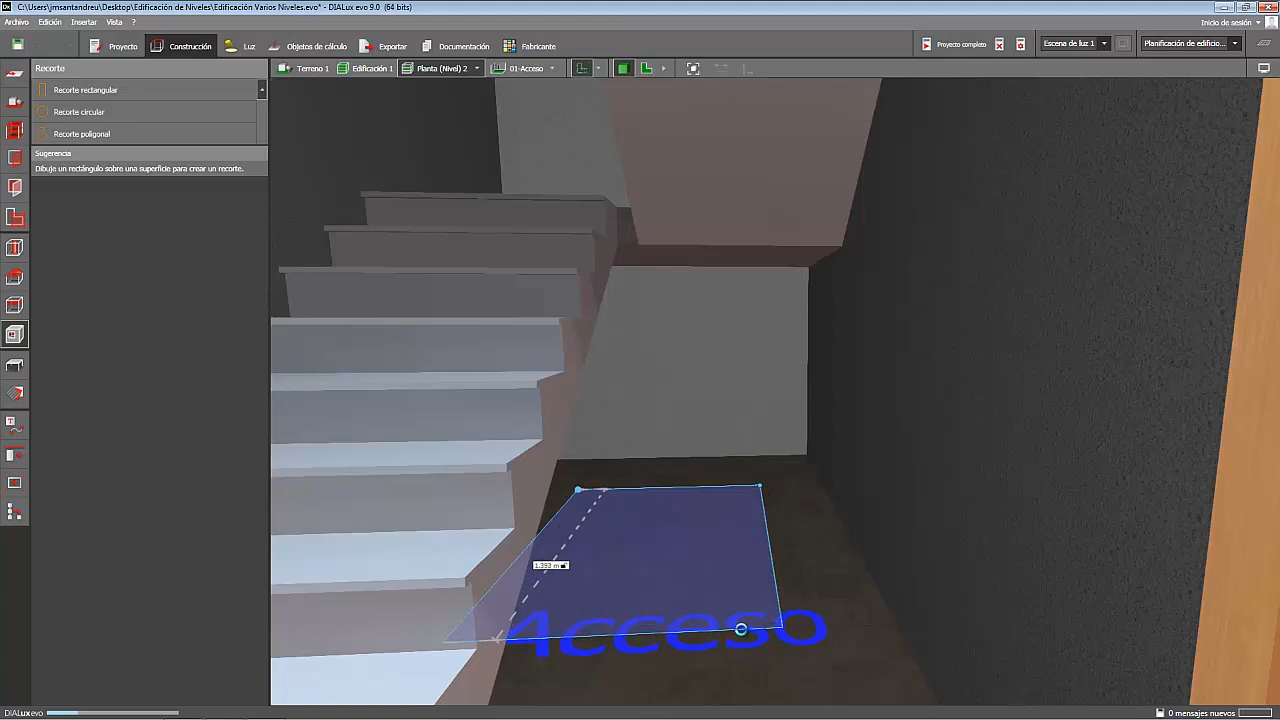 C:\Users\jmsantandreu\Desktop\Edificación de Niveles\Edificación Varios Niveles.evo* - DIALux evo 9.0 (64 bits)
Archivo Edición Insertar Vista ?
Inicio de sesión
Proyecto Construcción Luz Objetos de cálculo Exportar Documentación Fabricante
Proyecto completo Escena de luz 1 Planificación de edificio...
Recorte
Terreno 1 Edificación 1 Planta (Nivel) 2 01-Acceso
Recorte rectangular
Recorte circular
Recorte poligonal
Sugerencia
Dibuje un rectángulo sobre una superficie para crear un recorte.
1.393 m
Acceso
DIALux evo
0 mensajes nuevos